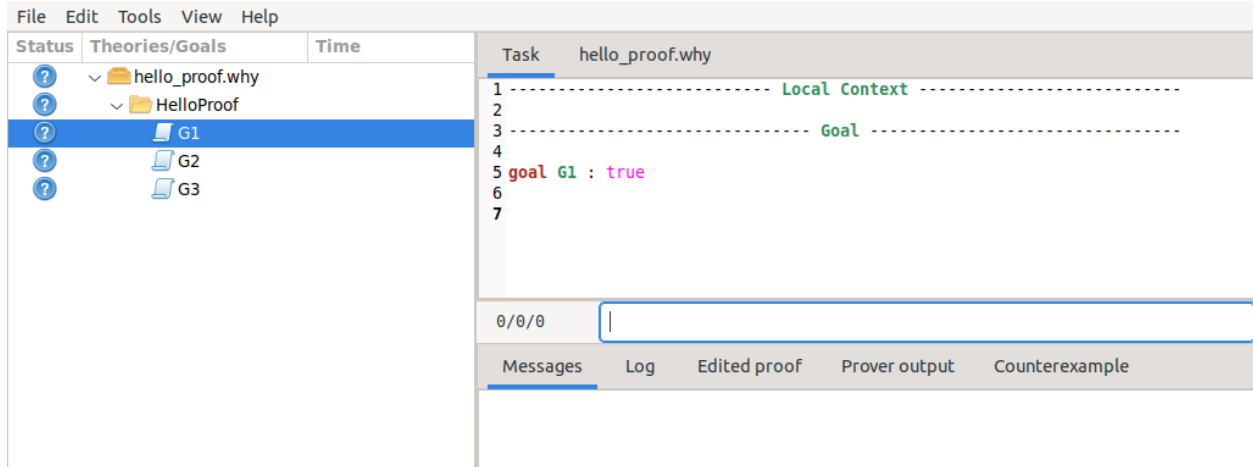 File Edit Tools View Help
Status Theories/Goals Time
hello_proof.why
HelloProof
G1
G2
G3
Task hello_proof.why
1 --------------------------- Local Context ---------------------------
2
3 ------------------------------- Goal --------------------------------
4
5 goal G1 : true
6
7
0/0/0
Messages Log Edited proof Prover output Counterexample